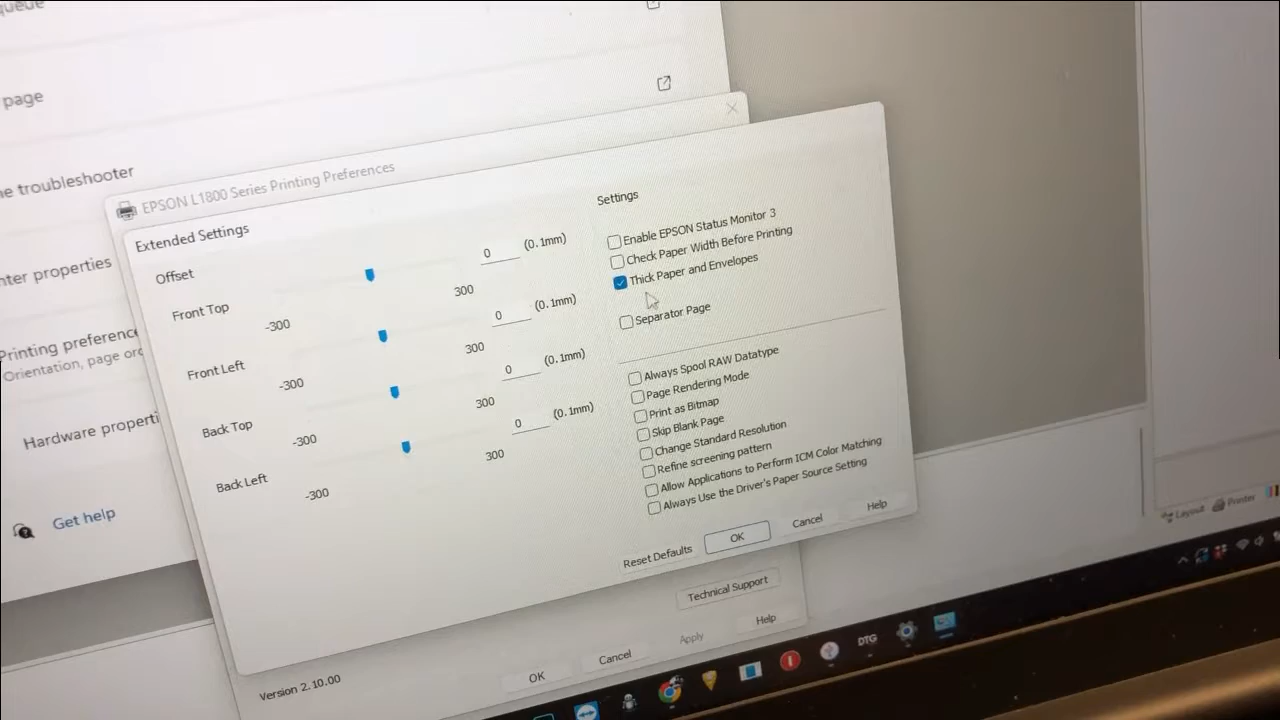 queue
page
e troubleshooter
nter properties
Printing preference
Orientation, page or
Hardware properti
Get help
EPSON L1800 Series Printing Preferences
Extended Settings
Offset
Front Top
-300
300
0
(0.1mm)
Front Left
-300
300
0
(0.1mm)
Back Top
-300
300
0
(0.1mm)
Back Left
-300
300
0
(0.1mm)
Settings
Enable EPSON Status Monitor 3
Check Paper Width Before Printing
Thick Paper and Envelopes
Separator Page
Always Spool RAW Datatype
Page Rendering Mode
Print as Bitmap
Skip Blank Page
Change Standard Resolution
Refine screening pattern
Allow Applications to Perform ICM Color Matching
Always Use the Driver's Paper Source Setting
Reset Defaults
OK
Cancel
Help
Technical Support
Version 2.10.00
OK
Cancel
Apply
Help
Layout
Printer
DTG